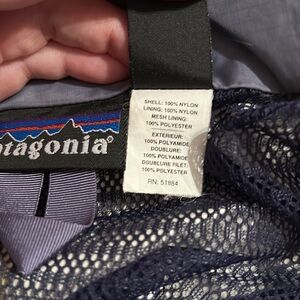 patagonia®
SHELL: 100% NYLON
LINING: 100% NYLON
MESH LINING:
100% POLYESTER
EXTERIEUR:
100% POLYAMIDE
DOUBLURE:
100% POLYAMIDE
DOUBLURE FILET:
100% POLYESTER
RN: 51884